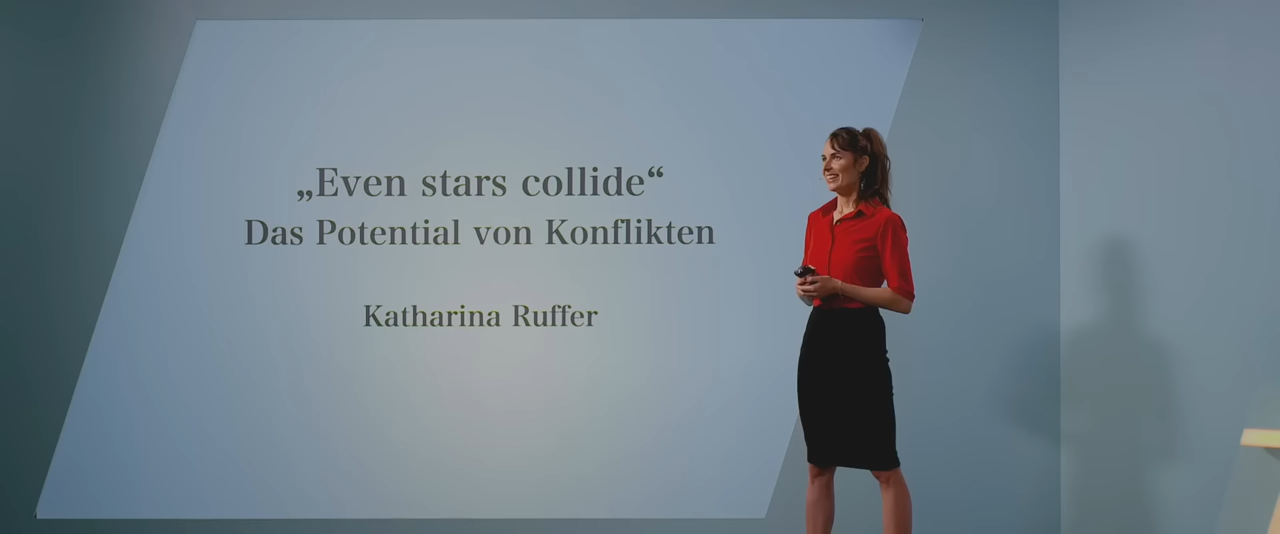 „Even stars collide“
Das Potential von Konflikten
Katharina Ruffer